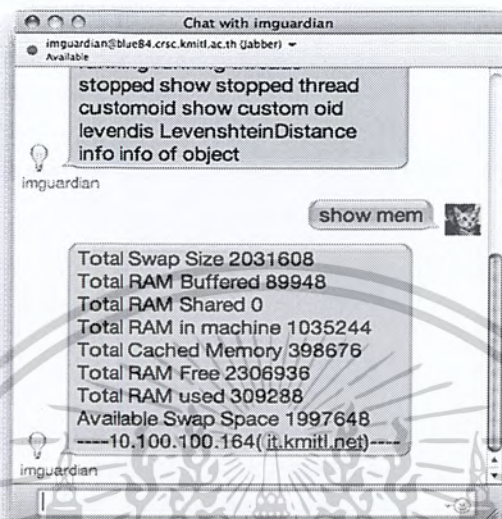 Chat with imguardian
imguardian@blue84.crsc.kmitl.ac.th (Jabber)
Available
stopped show stopped thread
customoid show custom oid
levendis LevenshteinDistance
info info of object
imguardian
show mem
Total Swap Size 2031608
Total RAM Buffered 89948
Total RAM Shared 0
Total RAM in machine 1035244
Total Cached Memory 398676
Total RAM Free 2306936
Total RAM used 309288
Available Swap Space 1997648
----10.100.100.164( it.kmitl.net)----
imguardian